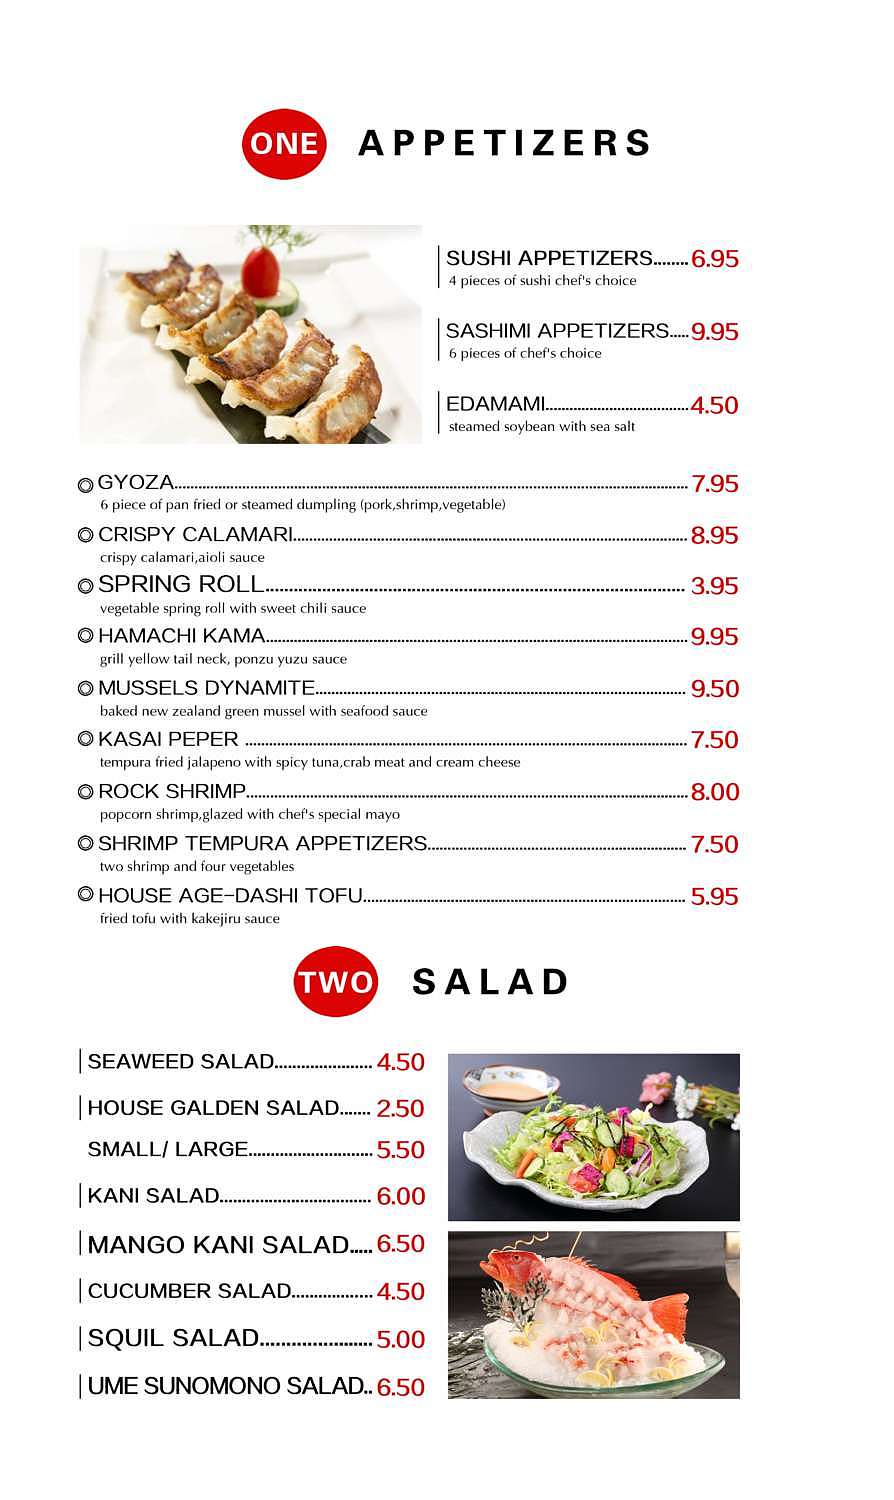 ONE APPETIZERS
SUSHI APPETIZERS........6.95
4 pieces of sushi chef's choice
SASHIMI APPETIZERS.....9.95
6 pieces of chef's choice
EDAMAMI.....................................4.50
steamed soybean with sea salt
GYOZA.....................................7.95
6 piece of pan fried or steamed dumpling (pork,shrimp,vegetable)
CRISPY CALAMARI.....................................8.95
crispy calamari,aioli sauce
SPRING ROLL.....................................3.95
vegetable spring roll with sweet chili sauce
HAMACHI KAMA.....................................9.95
grill yellow tail neck, ponzu yuzu sauce
MUSSELS DYNAMITE.....................................9.50
baked new zealand green mussel with seafood sauce
KASAI PEPER .....................................7.50
tempura fried jalapeno with spicy tuna,crab meat and cream cheese
ROCK SHRIMP.....................................8.00
popcorn shrimp,glazed with chef's special mayo
SHRIMP TEMPURA APPETIZERS.....................................7.50
two shrimp and four vegetables
HOUSE AGE-DASHI TOFU.....................................5.95
fried tofu with kakejiru sauce
TWO SALAD
SEAWEED SALAD......................4.50
HOUSE GALDEN SALAD.......2.50
SMALL/ LARGE............................5.50
KANI SALAD..................................6.00
MANGO KANI SALAD.....6.50
CUCUMBER SALAD..................4.50
SQUIL SALAD......................5.00
UME SUNOMONO SALAD..6.50